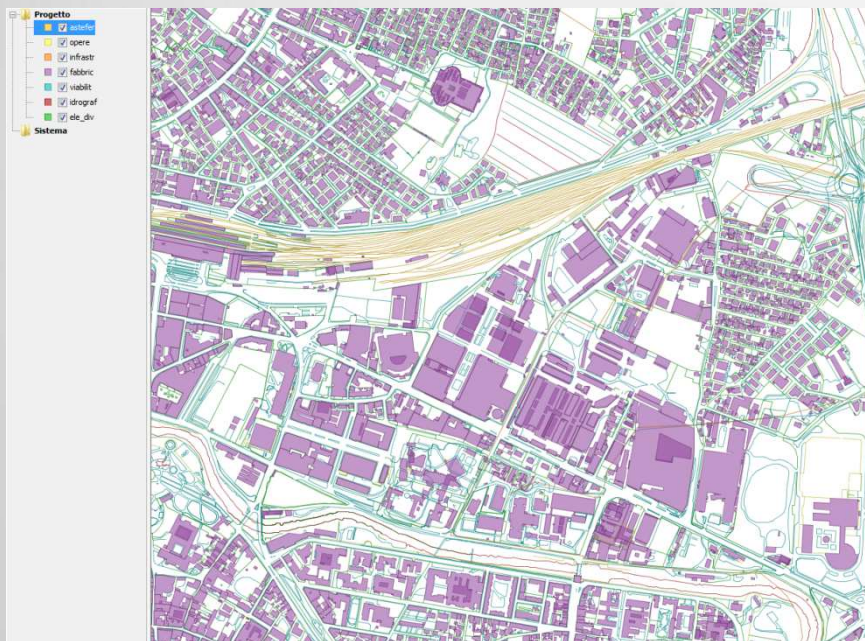 Progetto
astefer
opere
infrastr
fabbric
viabilit
idrograf
ele_div
Sistema